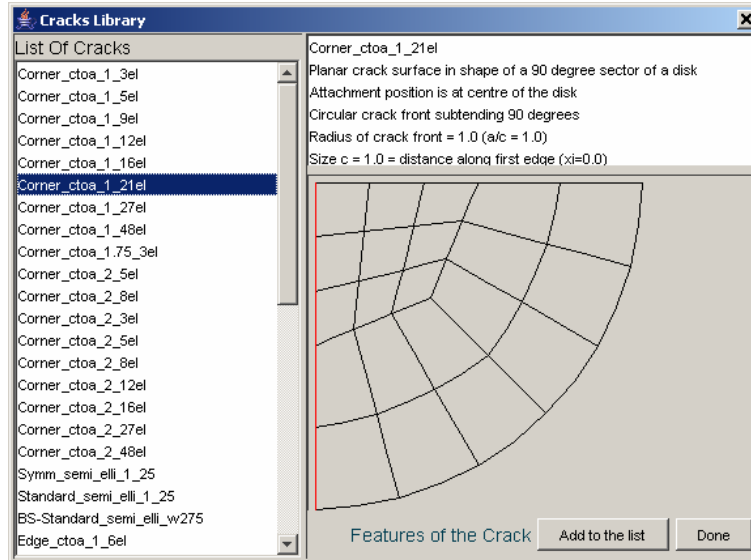 Cracks Library
List Of Cracks
Corner_ctoa_1_3el
Corner_ctoa_1_5el
Corner_ctoa_1_9el
Corner_ctoa_1_12el
Corner_ctoa_1_16el
Corner_ctoa_1_21el
Corner_ctoa_1_27el
Corner_ctoa_1_48el
Corner_ctoa_1.75_3el
Corner_ctoa_2_5el
Corner_ctoa_2_8el
Corner_ctoa_2_3el
Corner_ctoa_2_5el
Corner_ctoa_2_8el
Corner_ctoa_2_12el
Corner_ctoa_2_16el
Corner_ctoa_2_27el
Corner_ctoa_2_48el
Symm_semi_elli_1_25
Standard_semi_elli_1_25
BS-Standard_semi_elli_w275
Edge_ctoa_1_6el
Corner_ctoa_1_21el
Planar crack surface in shape of a 90 degree sector of a disk
Attachment position is at centre of the disk
Circular crack front subtending 90 degrees
Radius of crack front = 1.0 (a/c = 1.0)
Size c = 1.0 = distance along first edge (xi=0.0)
Features of the Crack
Add to the list
Done